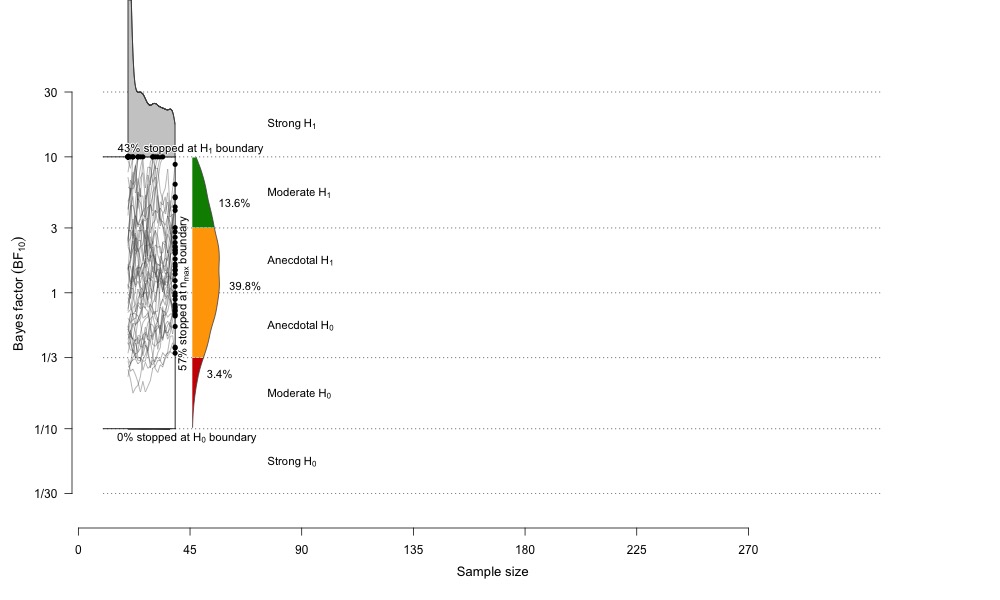 30
Strong H₁
43% stopped at H₁ boundary
10
Moderate H₁
13.6%
3
57% stopped at nₘₐₓ boundary
Anecdotal H₁
Bayes factor (BF₁₀)
39.8%
1
Anecdotal H₀
1/3
3.4%
Moderate H₀
1/10
0% stopped at H₀ boundary
Strong H₀
1/30
0 45 90 135 180 225 270
Sample size